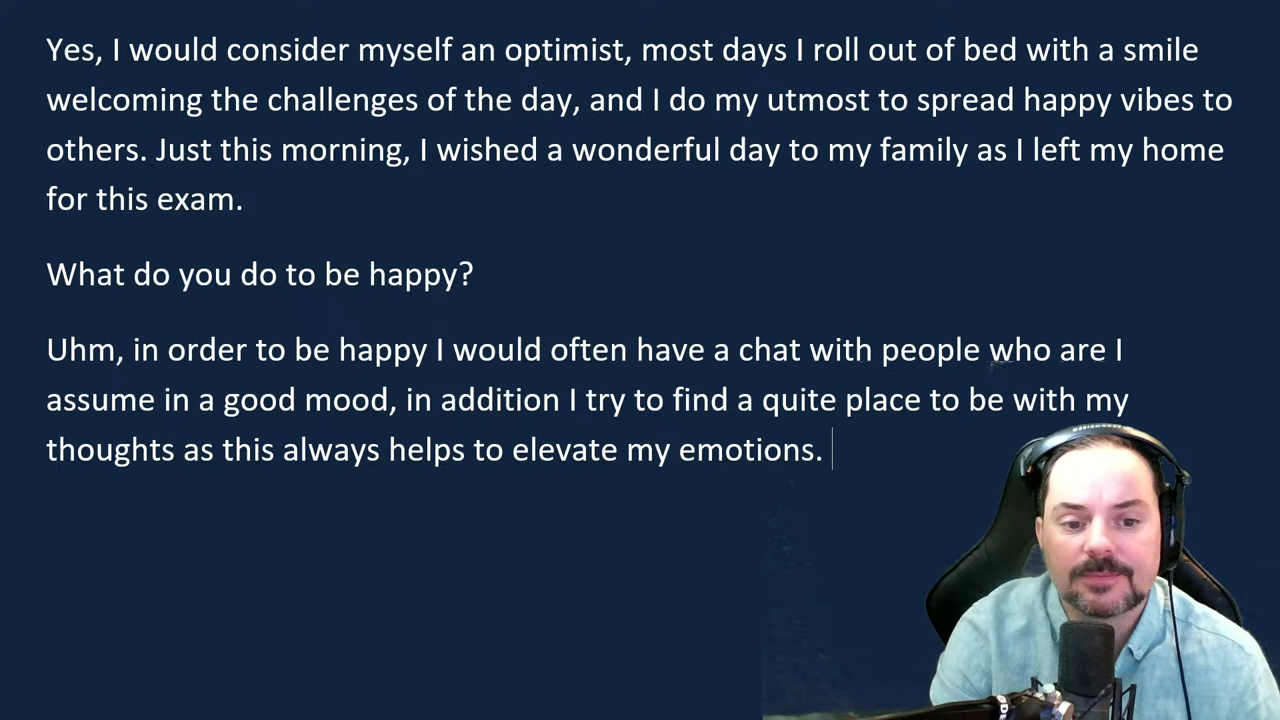 Yes, I would consider myself an optimist, most days I roll out of bed with a smile
welcoming the challenges of the day, and I do my utmost to spread happy vibes to
others. Just this morning, I wished a wonderful day to my family as I left my home
for this exam.
What do you do to be happy?
Uhm, in order to be happy I would often have a chat with people who are I
assume in a good mood, in addition I try to find a quite place to be with my
thoughts as this always helps to elevate my emotions.